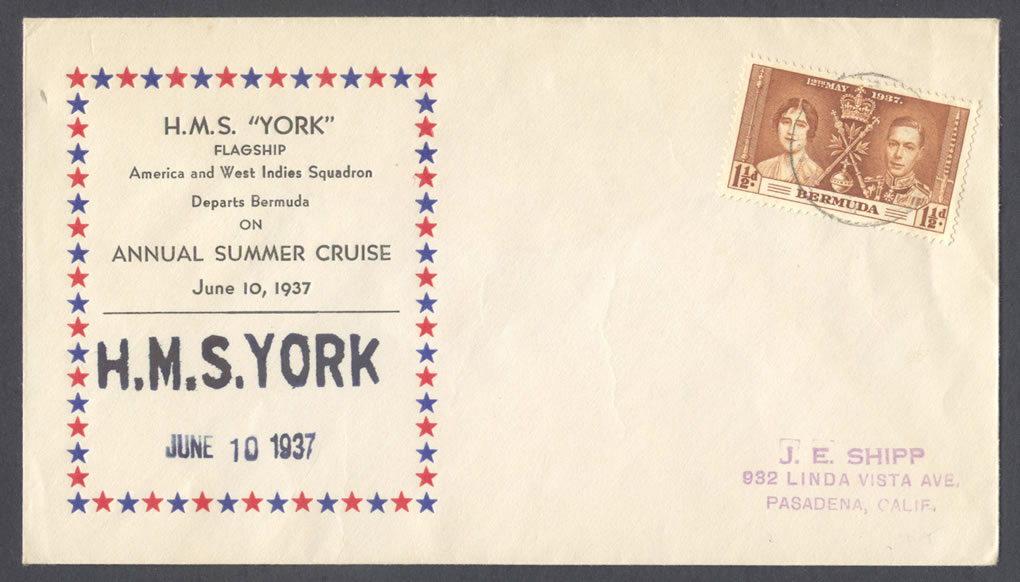 H.M.S. "YORK"
FLAGSHIP
America and West Indies Squadron
Departs Bermuda
ON
ANNUAL SUMMER CRUISE
June 10, 1937
H.M.S. YORK
JUNE 10 1937
12TH MAY 1937.
1½d. BERMUDA 1½d.
J. E. SHIPP
932 LINDA VISTA AVE.
PASADENA, CALIF.